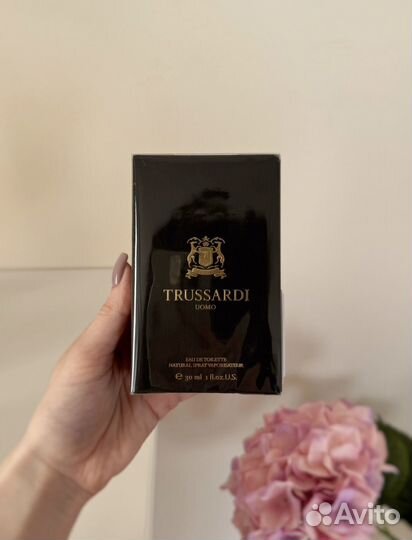 TRUSSARDI
UOMO
EAU DE TOILETTE
NATURAL SPRAY VAPORISATEUR
℮ 30 ml 1 fl.oz.U.S.
Avito